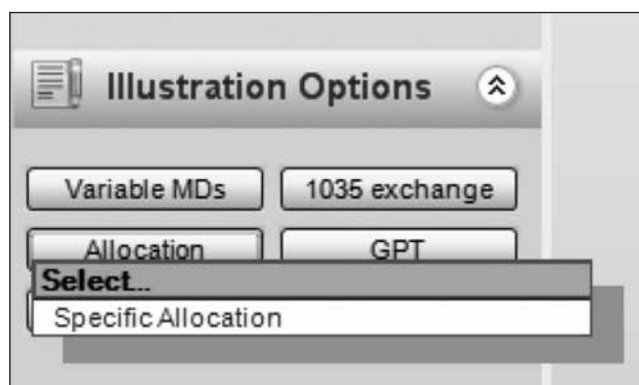 Illustration Options
Variable MDs
1035 exchange
Allocation
GPT
Select...
Specific Allocation